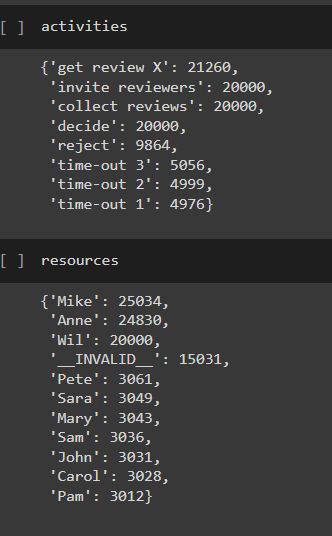 [ ] activities
{'get review X': 21260,
'invite reviewers': 20000,
'collect reviews': 20000,
'decide': 20000,
'reject': 9864,
'time-out 3': 5056,
'time-out 2': 4999,
'time-out 1': 4976}
[ ] resources
{'Mike': 25034,
'Anne': 24830,
'Wil': 20000,
'__INVALID__': 15031,
'Pete': 3061,
'Sara': 3049,
'Mary': 3043,
'Sam': 3036,
'John': 3031,
'Carol': 3028,
'Pam': 3012}